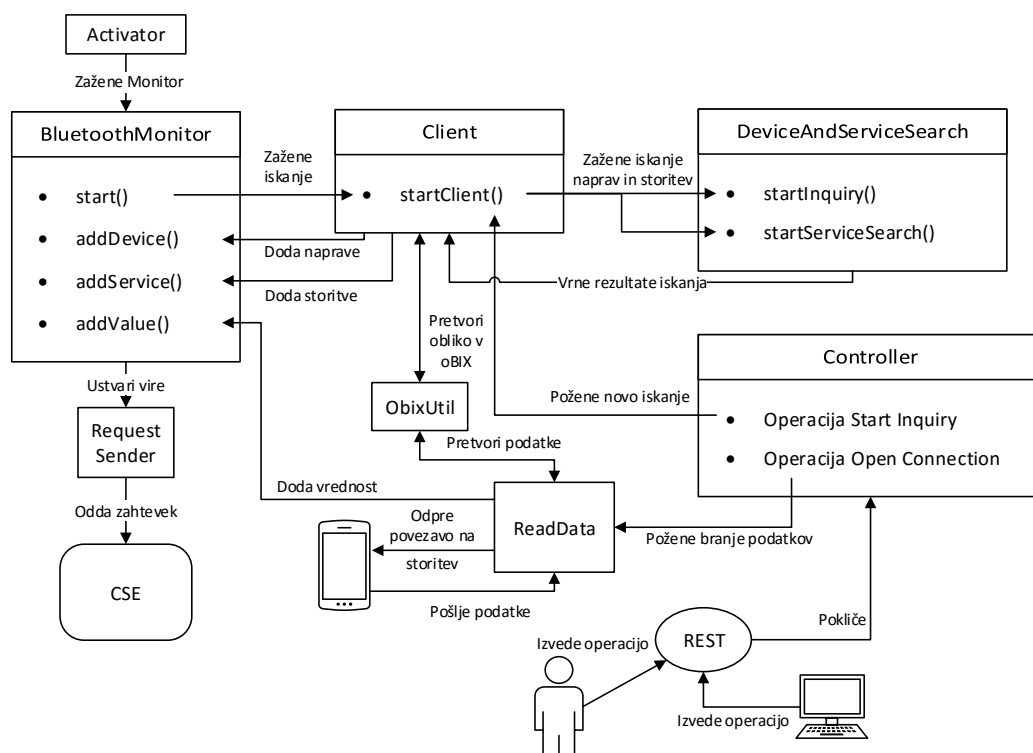 Activator
Zažene Monitor
BluetoothMonitor
• start()
• addDevice()
• addService()
• addValue()
Zažene
iskanje
Client
• startClient()
Zažene iskanje
naprav in storitev
DeviceAndServiceSearch
• startInquiry()
• startServiceSearch()
Doda naprave
Doda storitve
Vrne rezultate iskanja
Pretvori
obliko v
oBIX
Ustvari vire
Request
Sender
Odda zahtevek
CSE
ObixUtil
Pretvori podatke
Požene novo iskanje
Controller
• Operacija Start Inquiry
• Operacija Open Connection
Doda vrednost
ReadData
Odpre
povezavo na
storitev
Pošlje podatke
Požene branje podatkov
Pokliče
REST
Izvede operacijo
Izvede operacijo